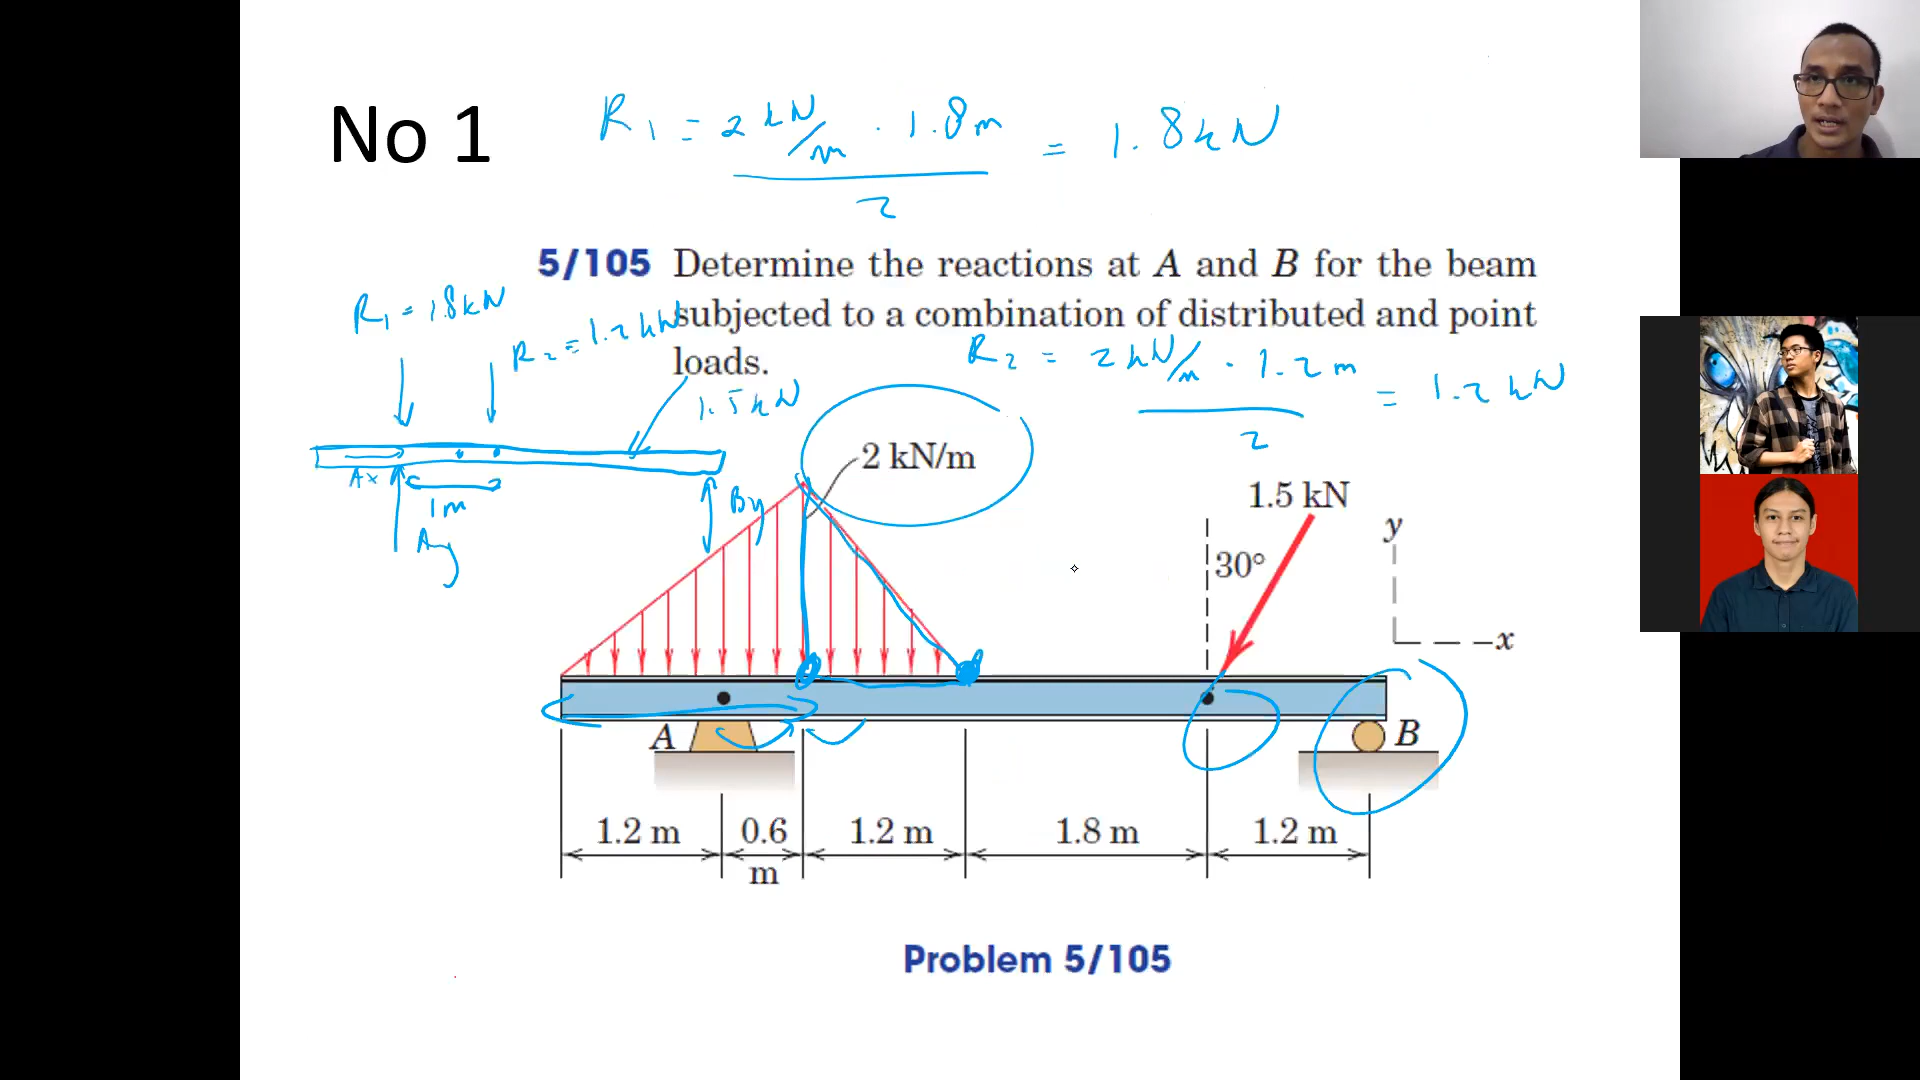 No 1
R1 = 2 kN/m . 1.8 m / 2 = 1.8 kN
5/105 Determine the reactions at A and B for the beam
subjected to a combination of distributed and point
loads.
R1 = 1.8 kN
R2 = 1.2 kN
1.5 kN
R2 = 2 kN/m . 1.2 m / 2 = 1.2 kN
Ax
1m
Ay
By
2 kN/m
1.5 kN
30°
y
x
A
B
1.2 m
0.6
m
1.2 m
1.8 m
1.2 m
Problem 5/105